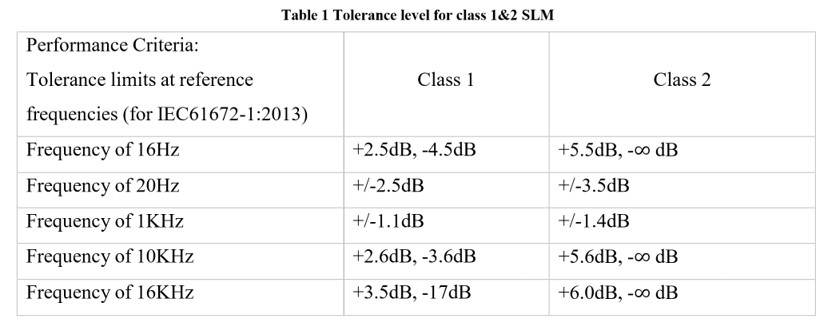 Table 1 Tolerance level for class 1&2 SLM
Performance Criteria:
Tolerance limits at reference
frequencies (for IEC61672-1:2013)
Class 1
Class 2
Frequency of 16Hz
+2.5dB, -4.5dB
+5.5dB, -∞ dB
Frequency of 20Hz
+/-2.5dB
+/-3.5dB
Frequency of 1KHz
+/-1.1dB
+/-1.4dB
Frequency of 10KHz
+2.6dB, -3.6dB
+5.6dB, -∞ dB
Frequency of 16KHz
+3.5dB, -17dB
+6.0dB, -∞ dB